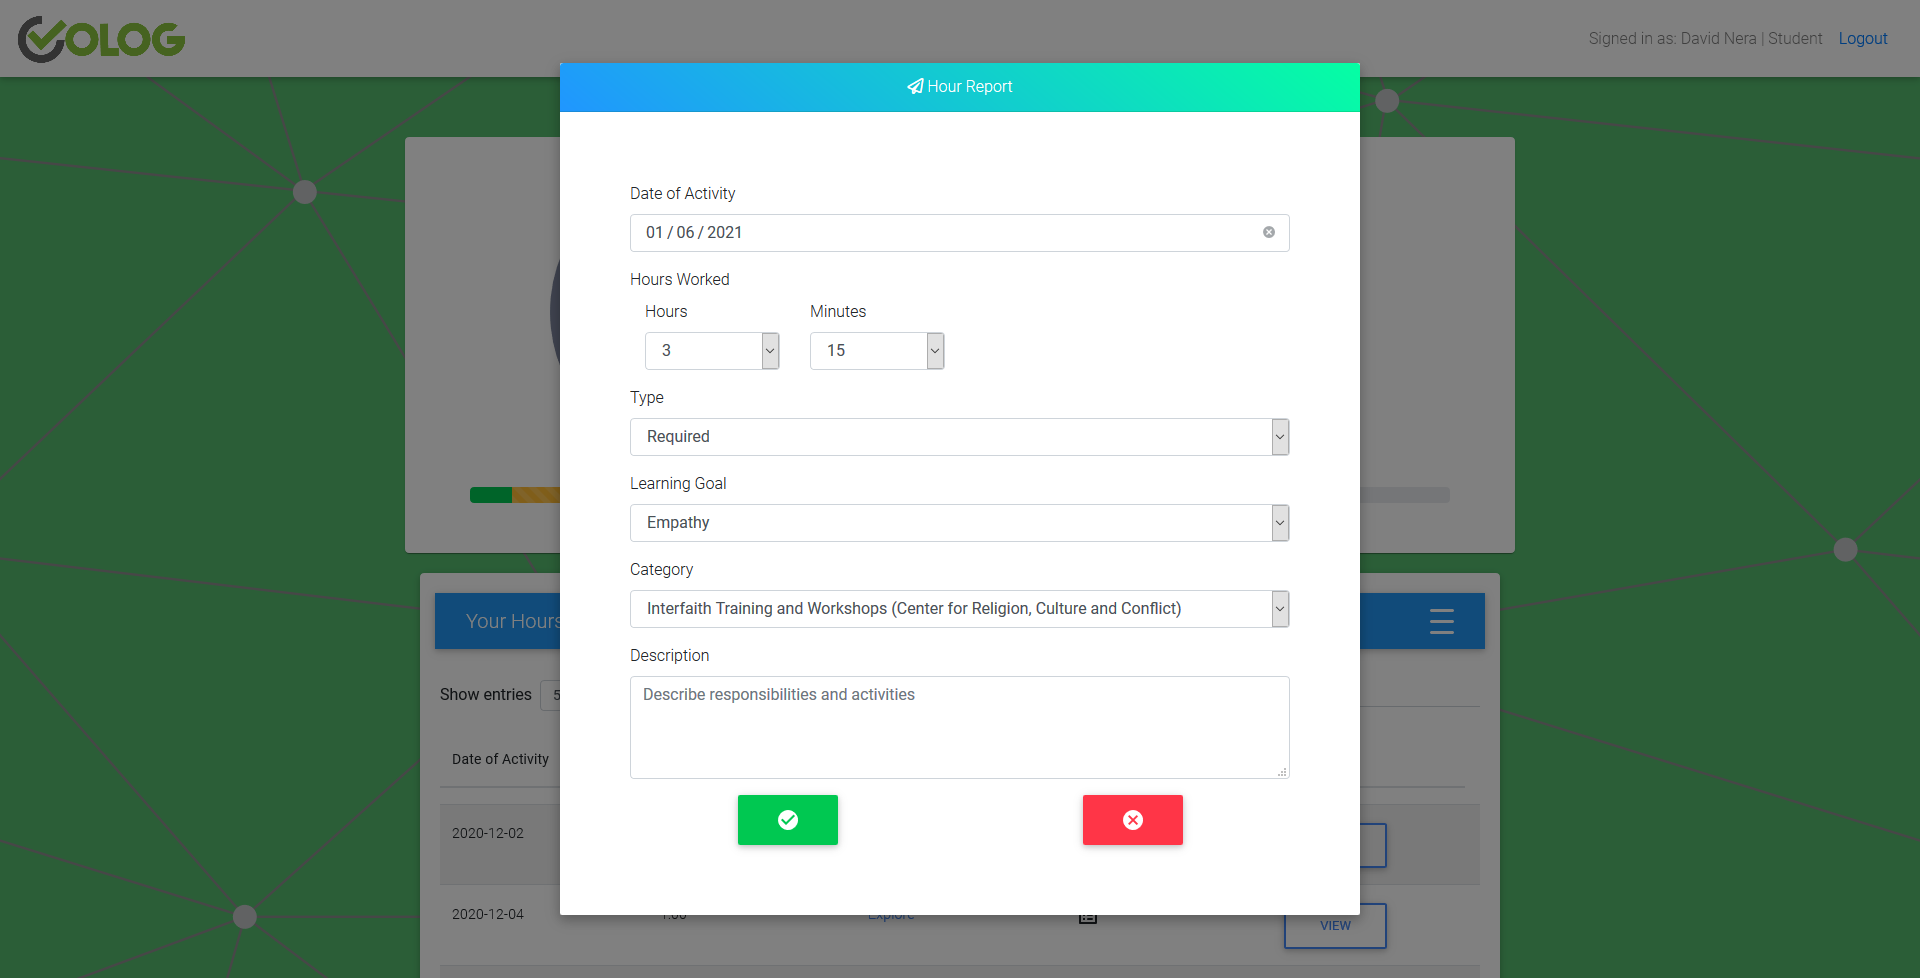 VOLOG
Signed in as: David Nera | Student Logout
Hour Report
Date of Activity
01 / 06 / 2021
Hours Worked
Hours Minutes
3 15
Type
Required
Learning Goal
Empathy
Category
Interfaith Training and Workshops (Center for Religion, Culture and Conflict)
Description
Describe responsibilities and activities
Your Hours
Show entries 5
Date of Activity
2020-12-02
2020-12-04 Explore
VIEW